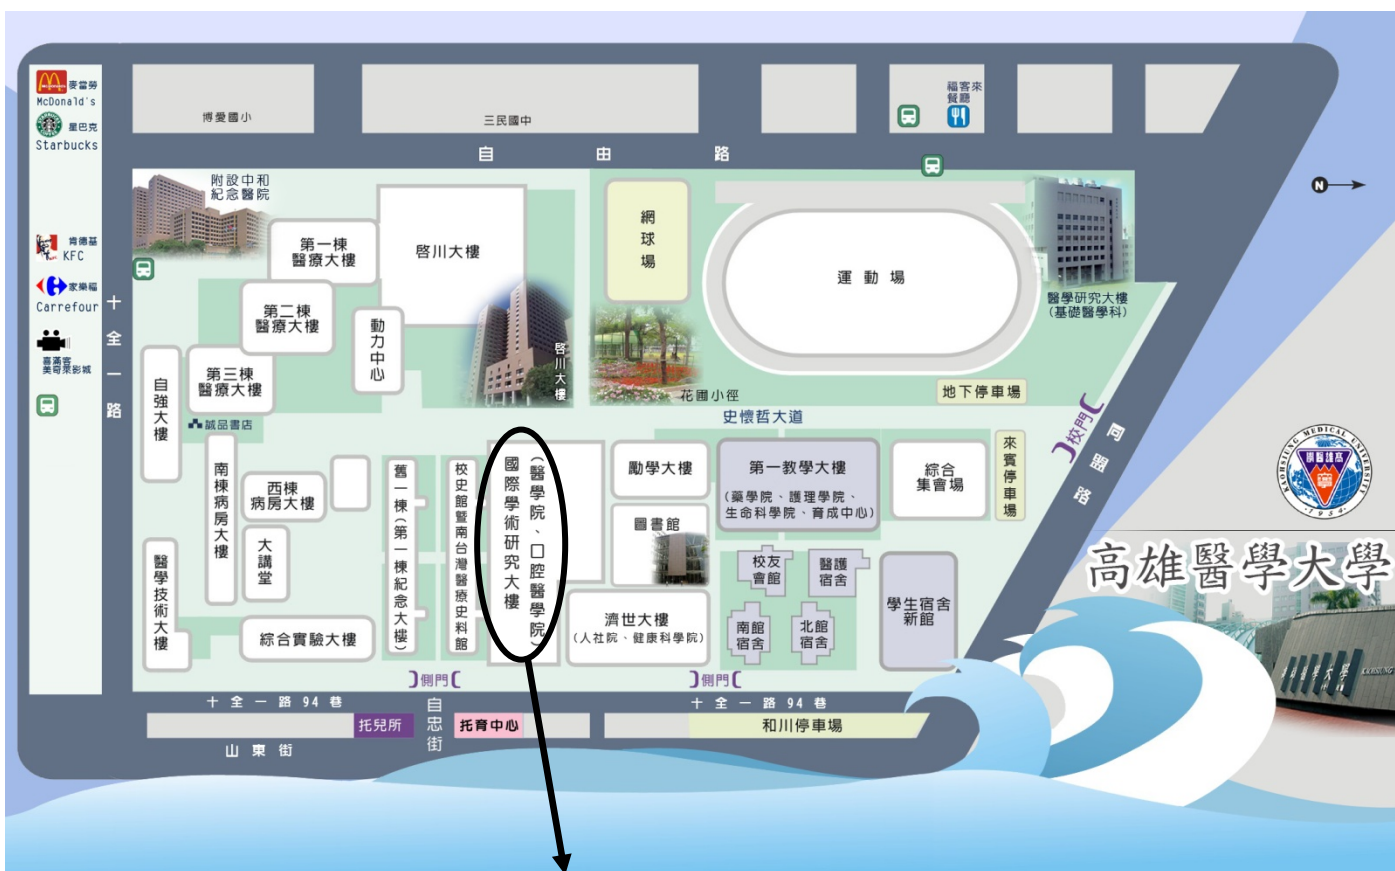 麥當勞
McDonald's
星巴克
Starbucks
肯德基
KFC
家樂福
Carrefour
喜滿客
美奇萊影城
十全一路
博愛國小
三民國中
福客來
餐廳
自由路
N
附設中和
紀念醫院
第一棟
醫療大樓
啓川大樓
第二棟
醫療大樓
動力中心
第三棟
醫療大樓
啓川大樓
網球場
運動場
醫學研究大樓
(基礎醫學科)
花圃小徑
地下停車場
史懷哲大道
校門
同盟路
自強大樓
誠品書店
南棟病房大樓
西棟
病房大樓
大講堂
醫學技術大樓
綜合實驗大樓
舊一棟(第一棟紀念大樓)
校史館暨南台灣醫療史料館
國際學術研究大樓
(醫學院、口腔醫學院)
勵學大樓
圖書館
濟世大樓
(人社院、健康科學院)
第一教學大樓
(藥學院、護理學院、
生命科學院、育成中心)
綜合
集會場
來賓停車場
校友
會館
醫護
宿舍
南館
宿舍
北館
宿舍
學生宿舍
新館
側門
側門
十全一路94巷
十全一路94巷
自忠街
托兒所
托育中心
和川停車場
山東街
KAOHSIUNG MEDICAL UNIVERSITY
高雄醫學
1954
高雄醫學大學